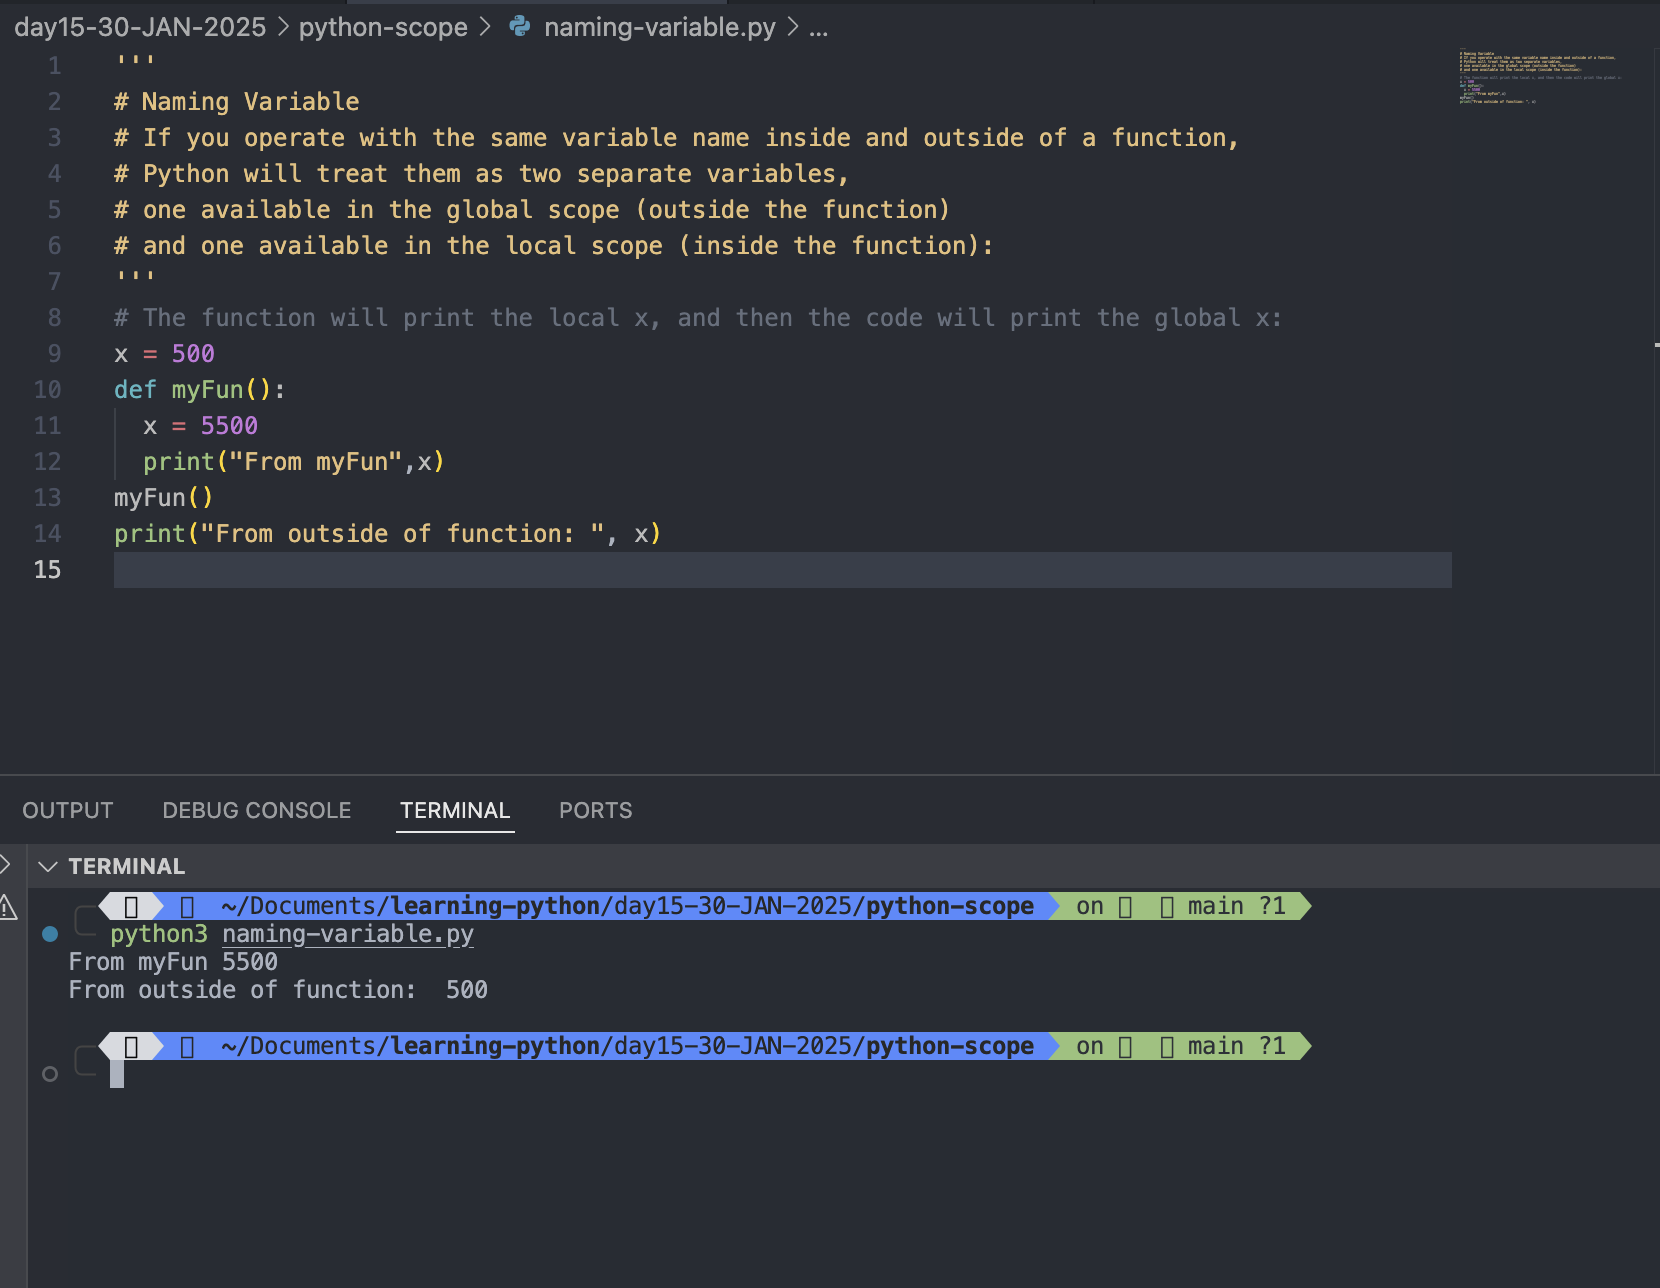 day15-30-JAN-2025 > python-scope > naming-variable.py > ...
1 '''
2 # Naming Variable
3 # If you operate with the same variable name inside and outside of a function,
4 # Python will treat them as two separate variables,
5 # one available in the global scope (outside the function)
6 # and one available in the local scope (inside the function):
7 '''
8 # The function will print the local x, and then the code will print the global x:
9 x = 500
10 def myFun():
11   x = 5500
12   print("From myFun",x)
13 myFun()
14 print("From outside of function: ", x)
15
OUTPUT DEBUG CONSOLE TERMINAL PORTS
TERMINAL
~/Documents/learning-python/day15-30-JAN-2025/python-scope on main ?1
python3 naming-variable.py
From myFun 5500
From outside of function:  500
~/Documents/learning-python/day15-30-JAN-2025/python-scope on main ?1